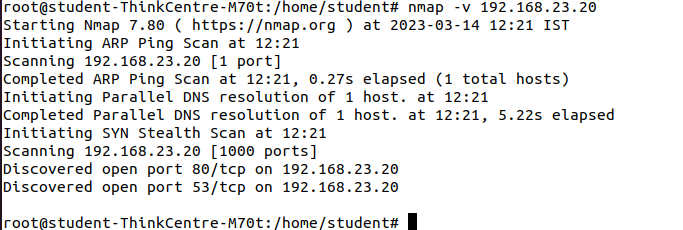 root@student-ThinkCentre-M70t:/home/student# nmap -v 192.168.23.20
Starting Nmap 7.80 ( https://nmap.org ) at 2023-03-14 12:21 IST
Initiating ARP Ping Scan at 12:21
Scanning 192.168.23.20 [1 port]
Completed ARP Ping Scan at 12:21, 0.27s elapsed (1 total hosts)
Initiating Parallel DNS resolution of 1 host. at 12:21
Completed Parallel DNS resolution of 1 host. at 12:21, 5.22s elapsed
Initiating SYN Stealth Scan at 12:21
Scanning 192.168.23.20 [1000 ports]
Discovered open port 80/tcp on 192.168.23.20
Discovered open port 53/tcp on 192.168.23.20
root@student-ThinkCentre-M70t:/home/student#